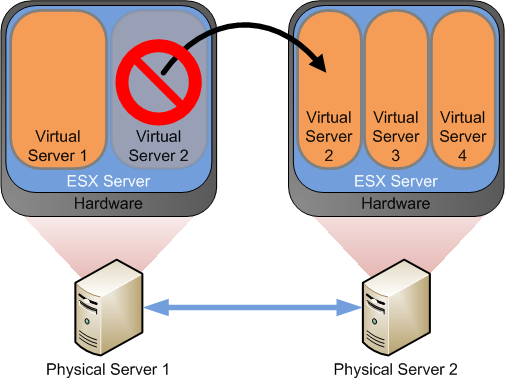 Virtual
Server 1
Virtual
Server 2
ESX Server
Hardware
Virtual
Server
2
Virtual
Server
3
Virtual
Server
4
ESX Server
Hardware
Physical Server 1
Physical Server 2